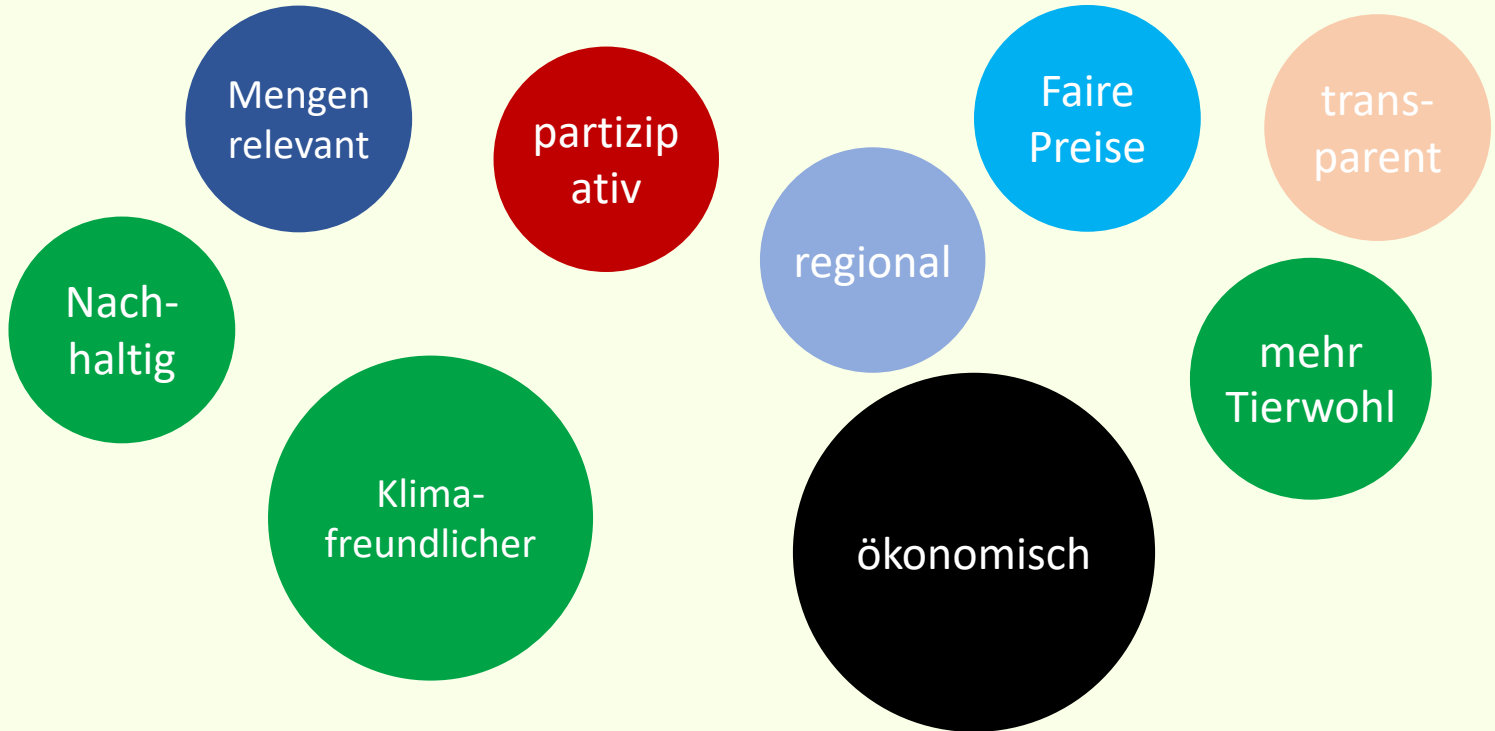 Mengen
relevant
partizip
ativ
Faire
Preise
trans-
parent
regional
Nach-
haltig
mehr
Tierwohl
Klima-
freundlicher
ökonomisch